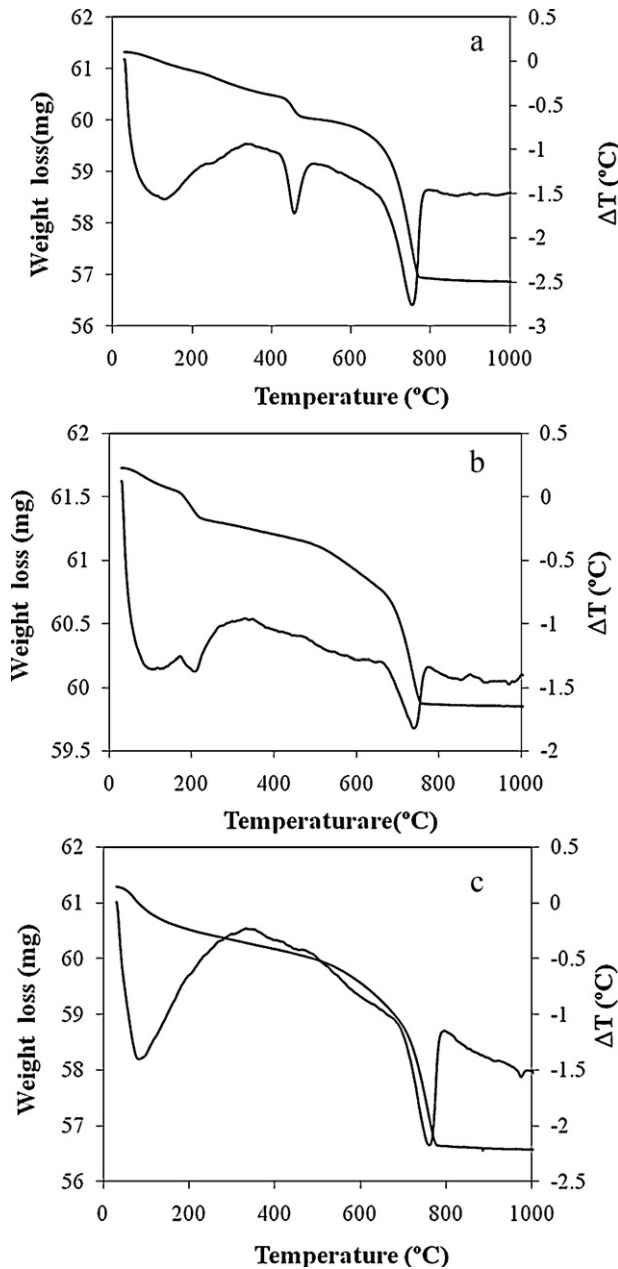 a
Weight loss(mg)
62
61
60
59
58
57
56
0.5
0
-0.5
-1
-1.5
-2
-2.5
-3
ΔT (ºC)
0 200 400 600 800 1000
Temperature (ºC)
b
Weight loss (mg)
62
61.5
61
60.5
60
59.5
0.5
0
-0.5
-1
-1.5
-2
ΔT (ºC)
0 200 400 600 800 1000
Temperaturare(ºC)
c
Weight loss (mg)
62
61
60
59
58
57
56
0.5
0
-0.5
-1
-1.5
-2
-2.5
ΔT (ºC)
0 200 400 600 800 1000
Temperature (ºC)